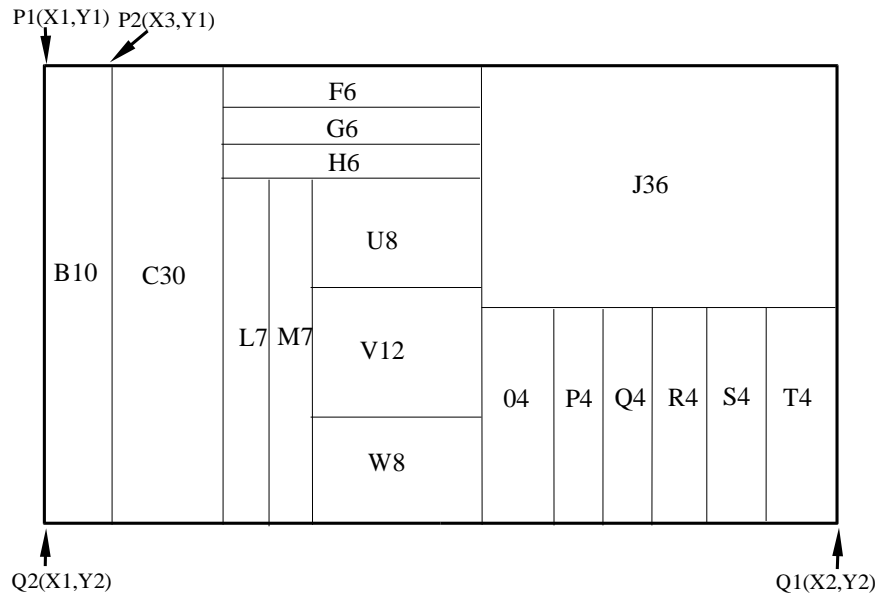 P1(X1,Y1) P2(X3,Y1)
F6
G6
H6
J36
U8
B10 C30
L7 M7
V12
04 P4 Q4 R4 S4 T4
W8
Q2(X1,Y2) Q1(X2,Y2)